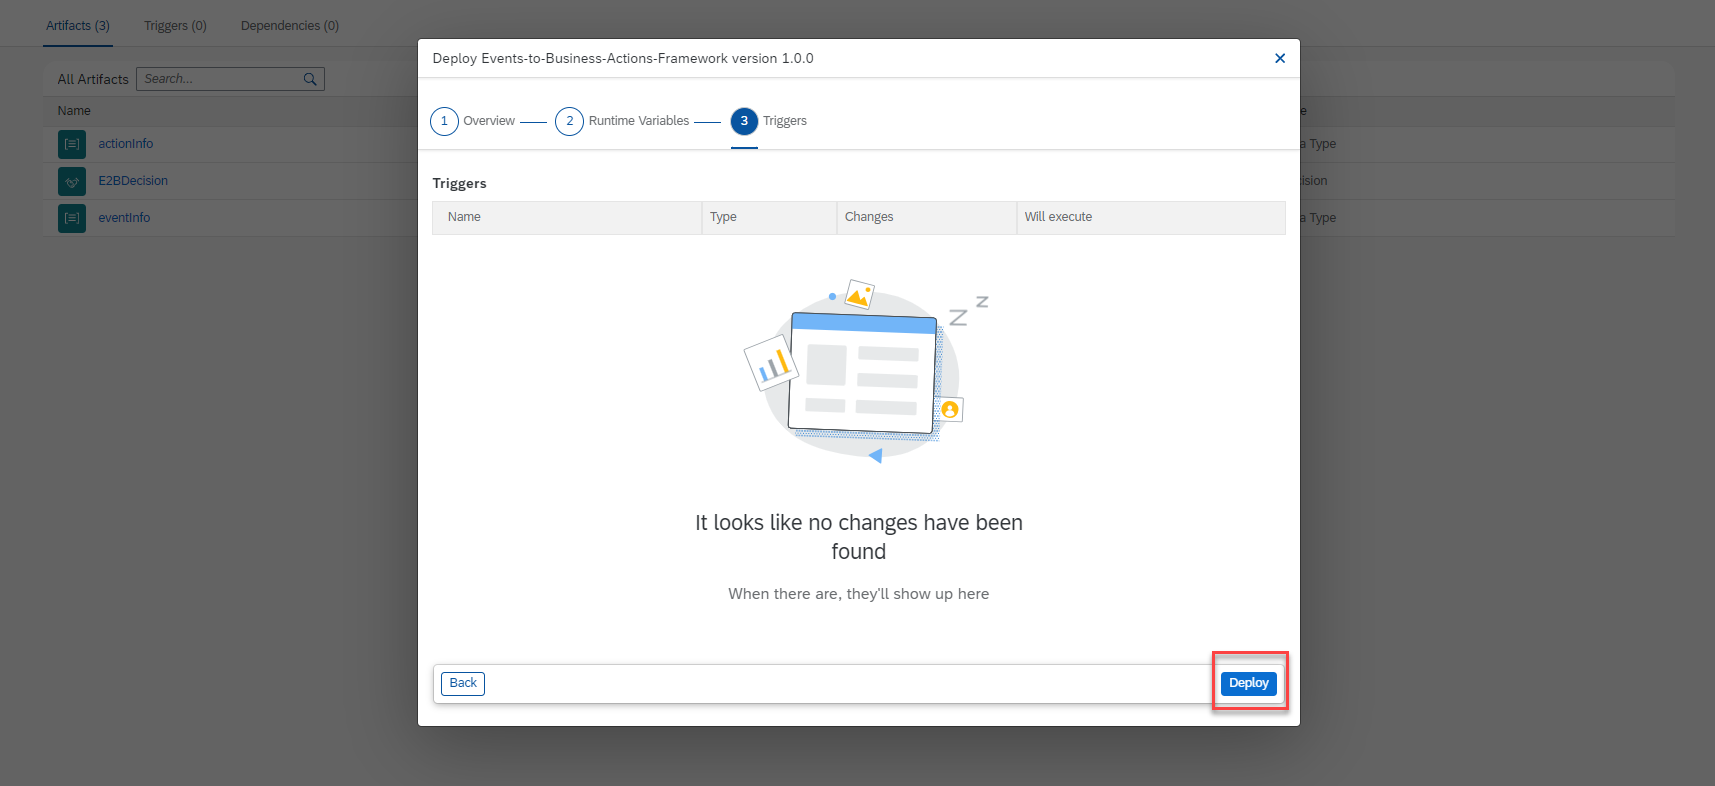 Artifacts (3) Triggers (0) Dependencies (0)
All Artifacts Search...
Name
actionInfo
E2BDecision
eventInfo
Deploy Events-to-Business-Actions-Framework version 1.0.0
1 Overview 2 Runtime Variables 3 Triggers
Triggers
Name Type Changes Will execute
Z z
It looks like no changes have been
found
When there are, they'll show up here
Back Deploy
e
a Type
ision
a Type